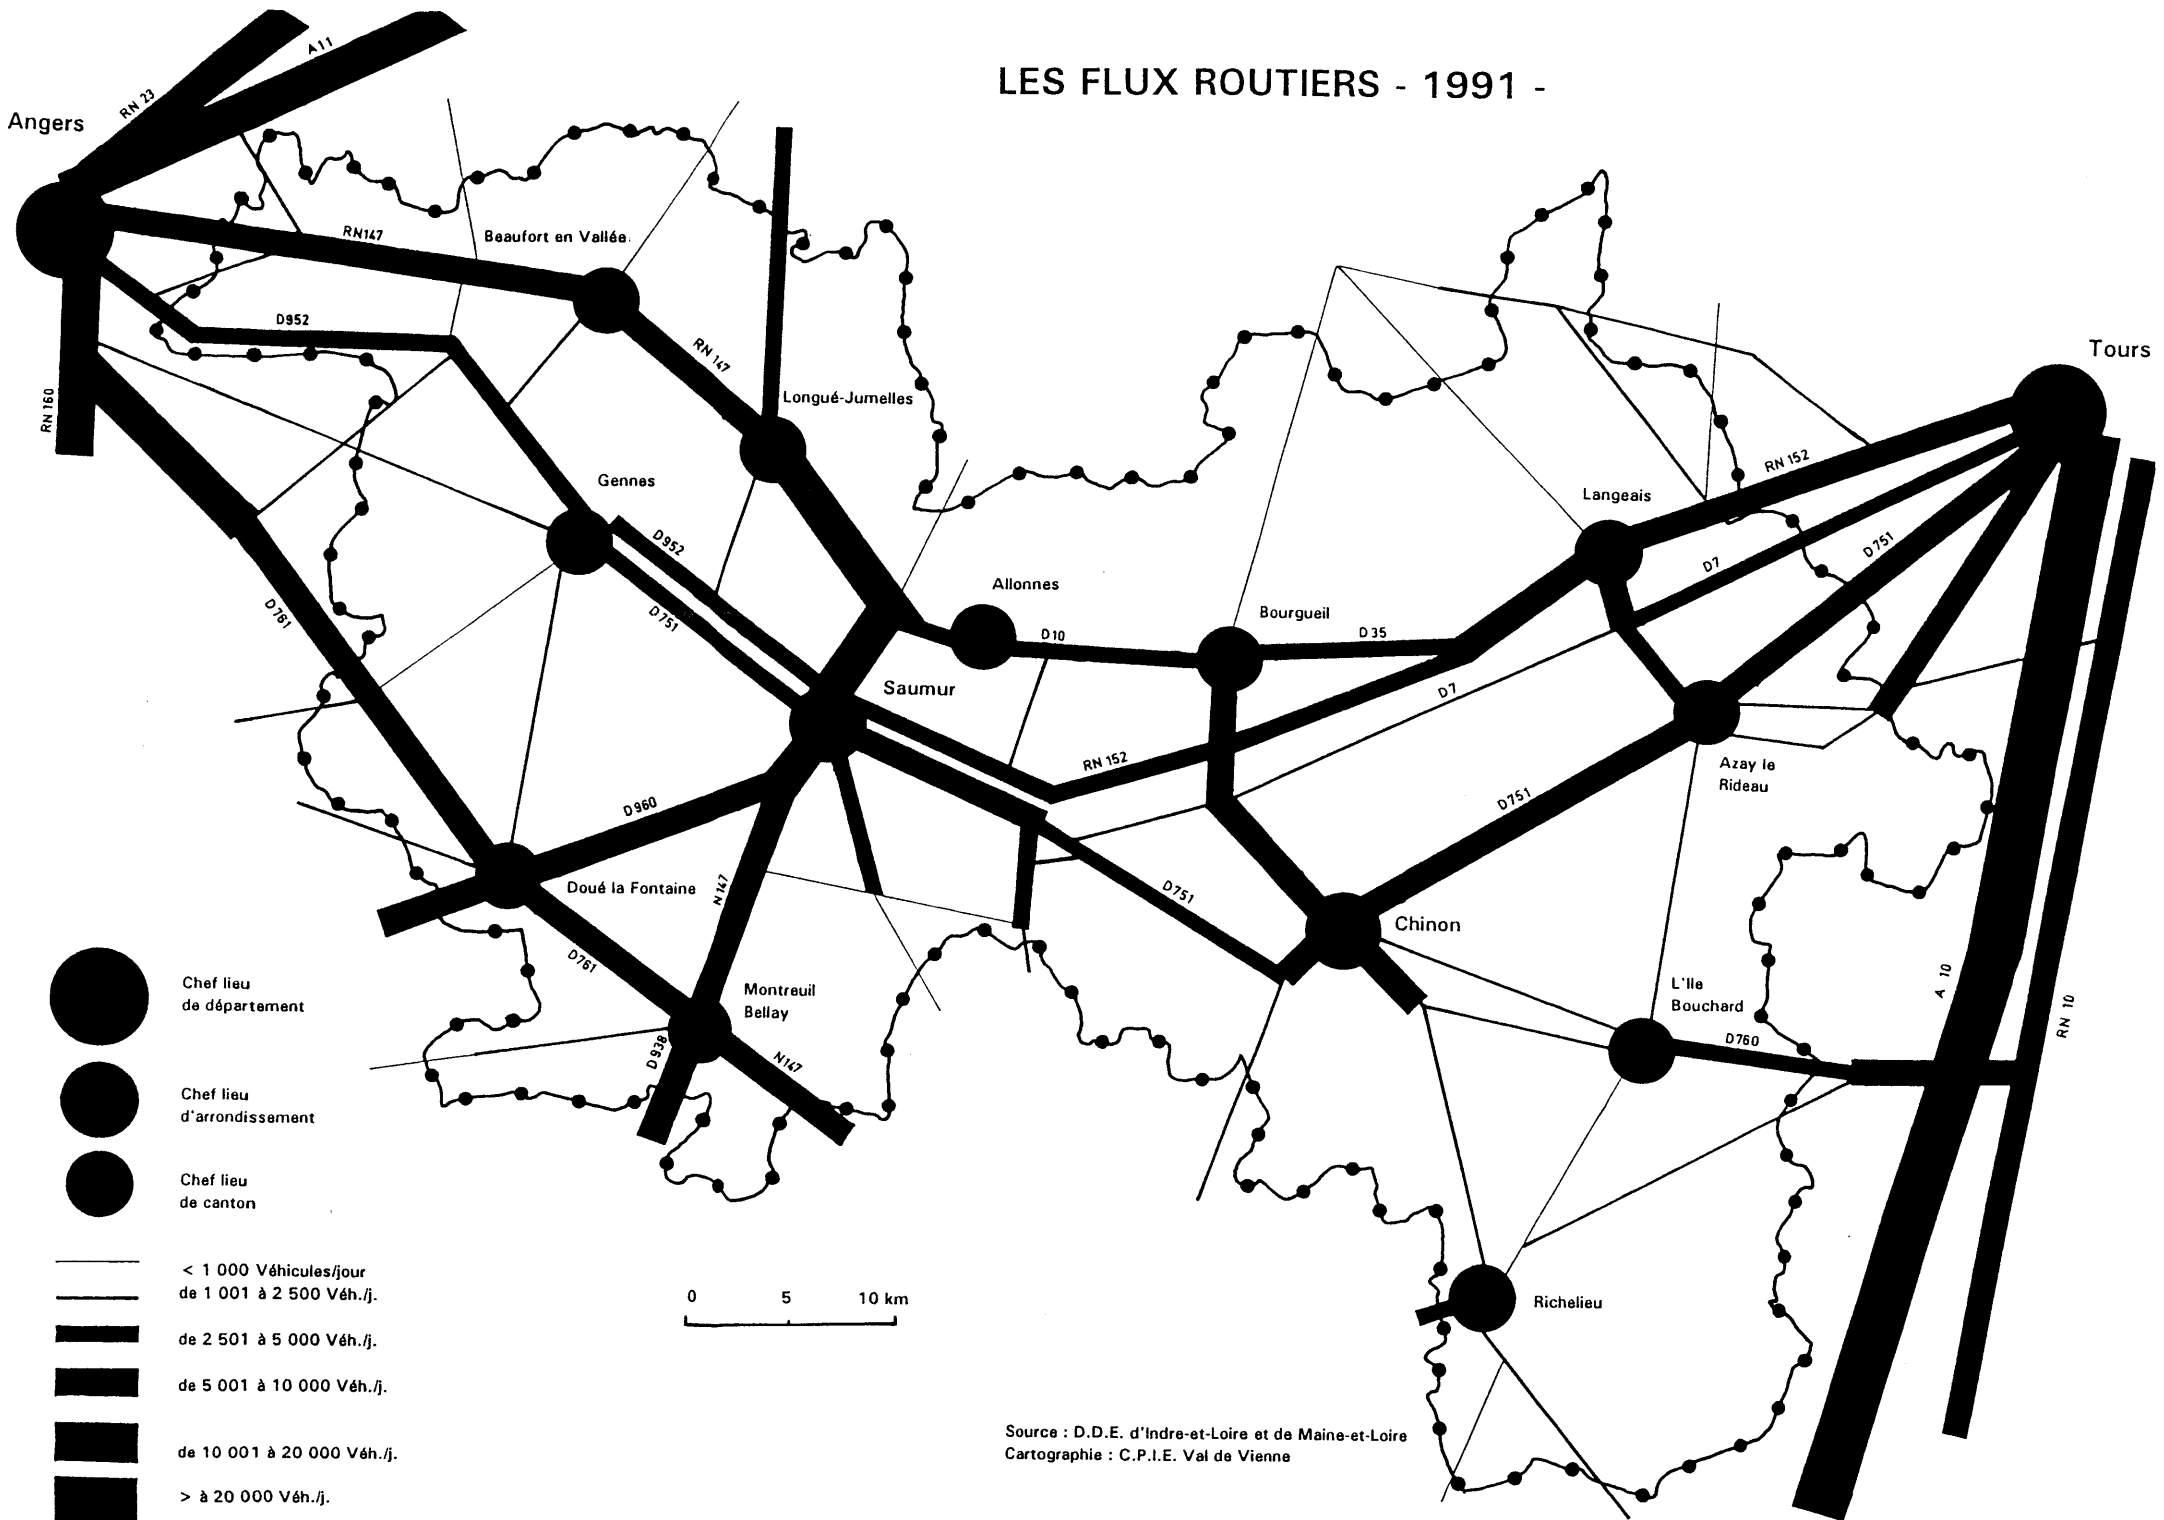 LES FLUX ROUTIERS - 1991 -
A11
RN 23
Angers
RN147
Beaufort en Vallée
D952
RN 147
Tours
RN 160
Longué-Jumelles
RN 152
Gennes
Langeais
D952
D751
D7
Allonnes
D761
D751
Bourgueil
D10
D35
Saumur
D7
RN 152
Azay le
Rideau
D960
D751
Doué la Fontaine
N147
D751
Chinon
D761
Chef lieu
de département
Montreuil
Bellay
L'Ile
Bouchard
A 10
RN 10
D938
N147
D760
Chef lieu
d'arrondissement
Chef lieu
de canton
< 1 000 Véhicules/jour
de 1 001 à 2 500 Véh./j.
de 2 501 à 5 000 Véh./j.
de 5 001 à 10 000 Véh./j.
de 10 001 à 20 000 Véh./j.
> à 20 000 Véh./j.
0 5 10 km
Richelieu
Source : D.D.E. d'Indre-et-Loire et de Maine-et-Loire
Cartographie : C.P.I.E. Val de Vienne